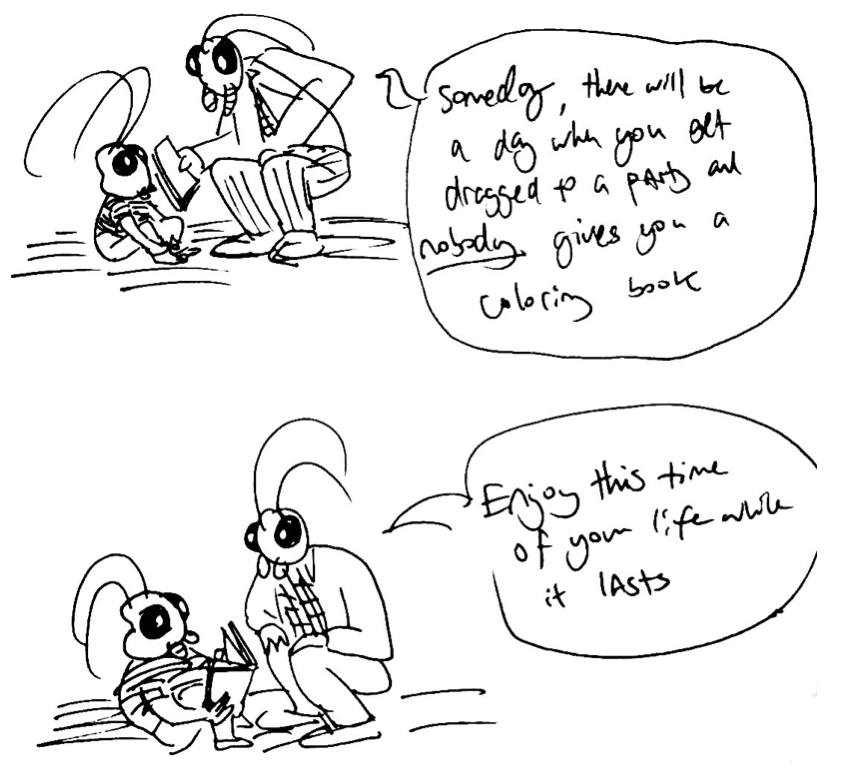 Someday, there will be
a day when you get
dragged to a party and
nobody gives you a
coloring book
Enjoy this time
of your life while
it lasts